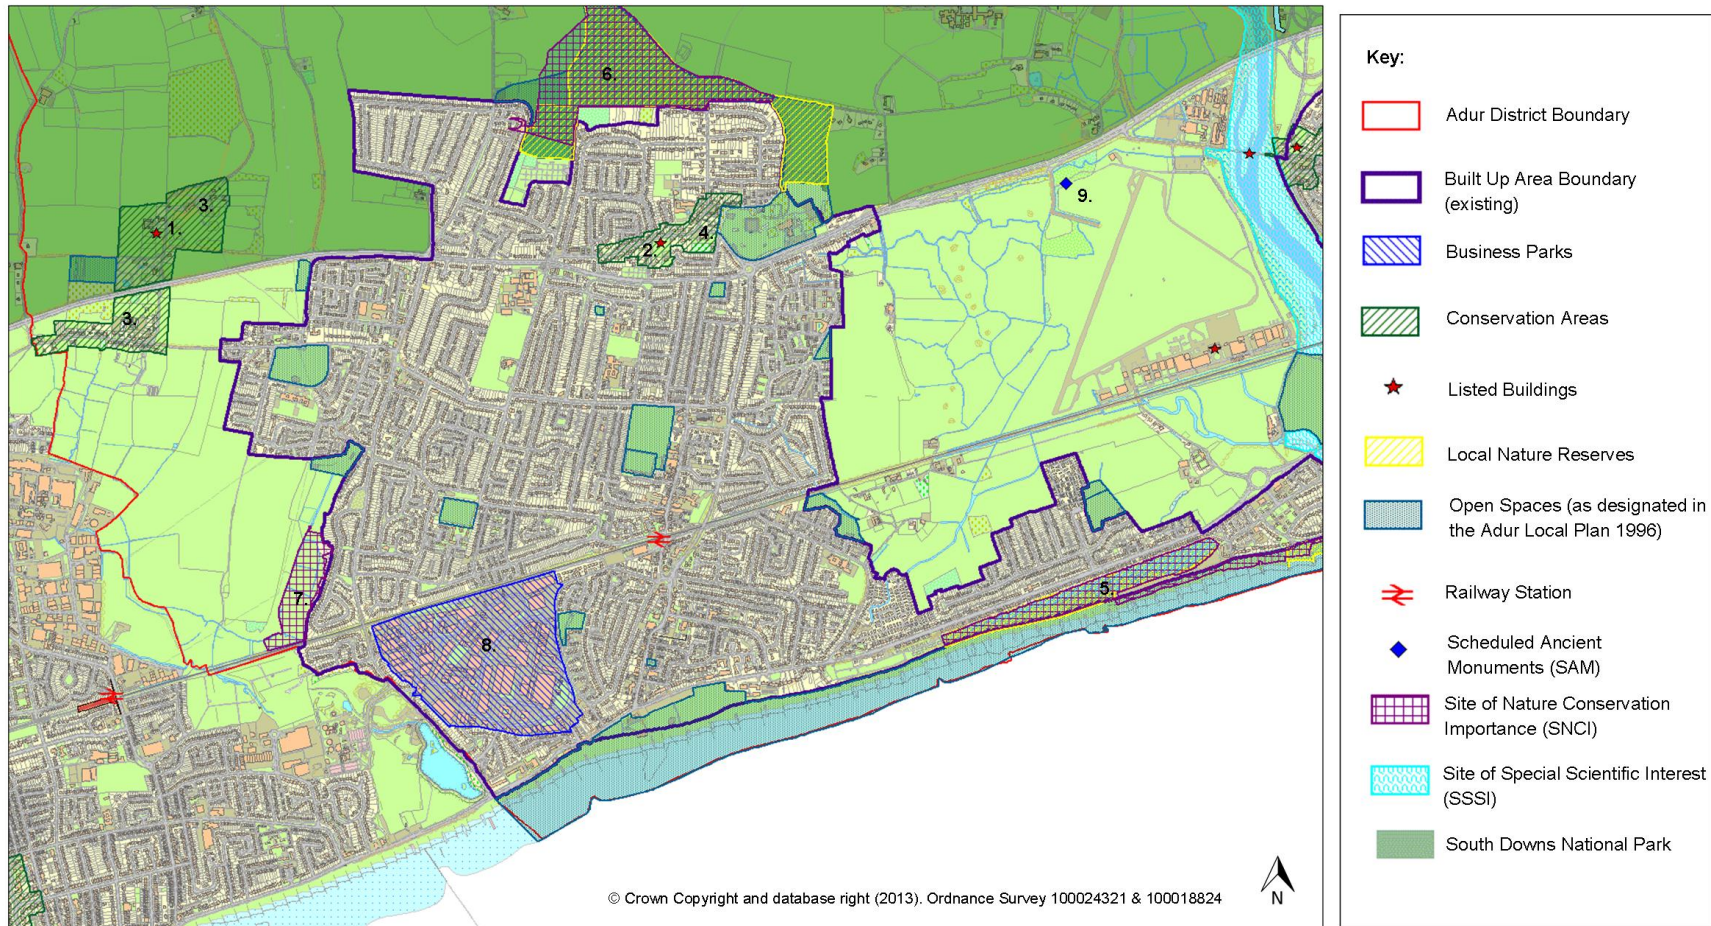 6.
3.
1.
4.
2.
9.
3.
5.
7.
8.
© Crown Copyright and database right (2013). Ordnance Survey 100024321 & 100018824
N
Key:
Adur District Boundary
Built Up Area Boundary
(existing)
Business Parks
Conservation Areas
Listed Buildings
Local Nature Reserves
Open Spaces (as designated in
the Adur Local Plan 1996)
Railway Station
Scheduled Ancient
Monuments (SAM)
Site of Nature Conservation
Importance (SNCI)
Site of Special Scientific Interest
(SSSI)
South Downs National Park